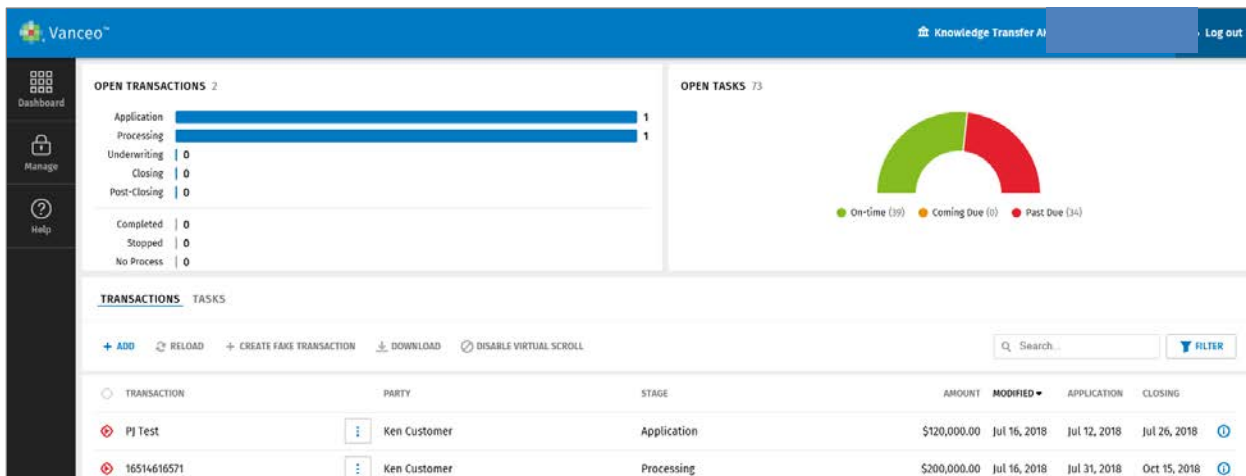 Vanceo™
Knowledge Transfer
Log out
Dashboard
Manage
Help
OPEN TRANSACTIONS 2
Application 1
Processing 1
Underwriting 0
Closing 0
Post-Closing 0
Completed 0
Stopped 0
No Process 0
OPEN TASKS 73
On-time (39) Coming Due (0) Past Due (34)
TRANSACTIONS TASKS
+ ADD RELOAD + CREATE FAKE TRANSACTION DOWNLOAD DISABLE VIRTUAL SCROLL Search... FILTER
TRANSACTION PARTY STAGE AMOUNT MODIFIED APPLICATION CLOSING
PJ Test Ken Customer Application $120,000.00 Jul 16, 2018 Jul 12, 2018 Jul 26, 2018
16514616571 Ken Customer Processing $200,000.00 Jul 16, 2018 Jul 31, 2018 Oct 15, 2018